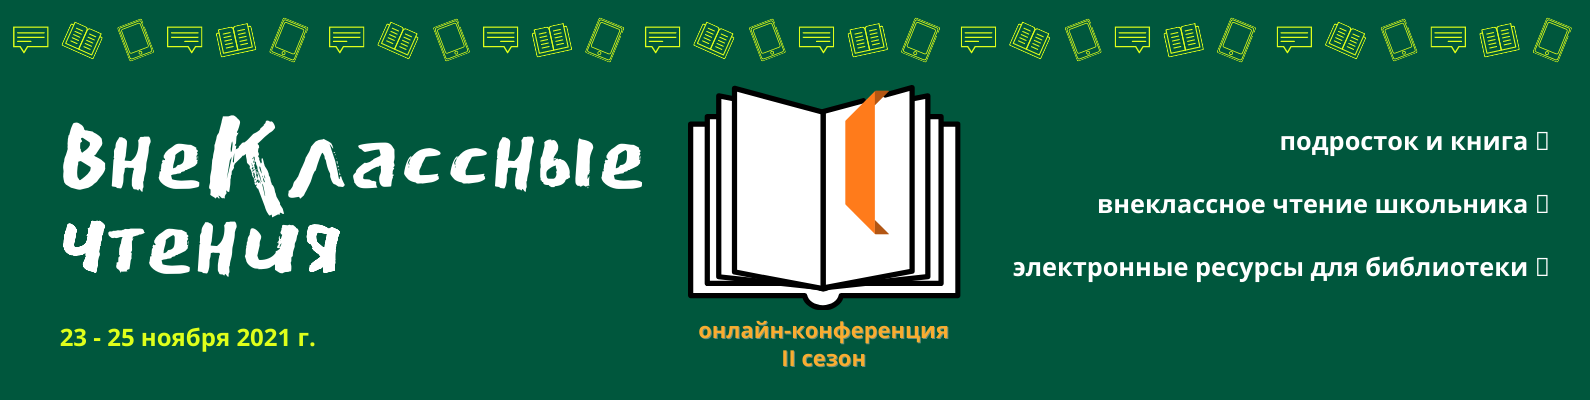 внеКлассные
чтения
23 - 25 ноября 2021 г.
онлайн-конференция
II сезон
подросток и книга
внеклассное чтение школьника
электронные ресурсы для библиотеки